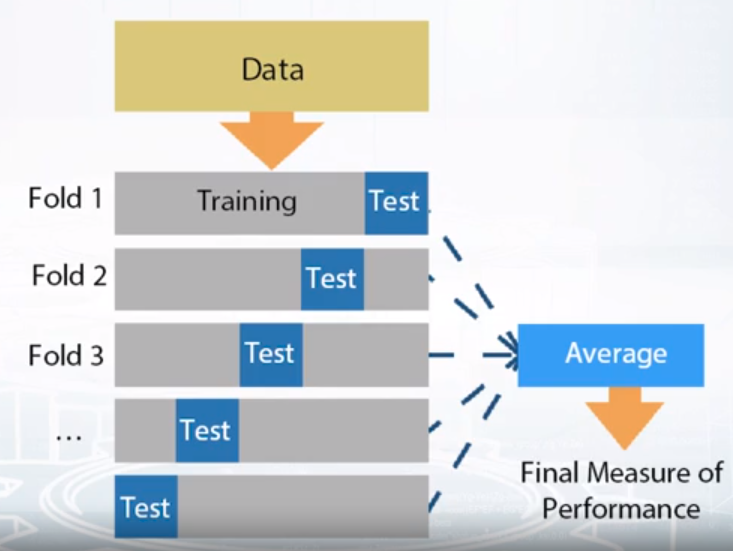 Data
Fold 1
Training
Test
Fold 2
Test
Fold 3
Test
Average
...
Test
Test
Final Measure of
Performance